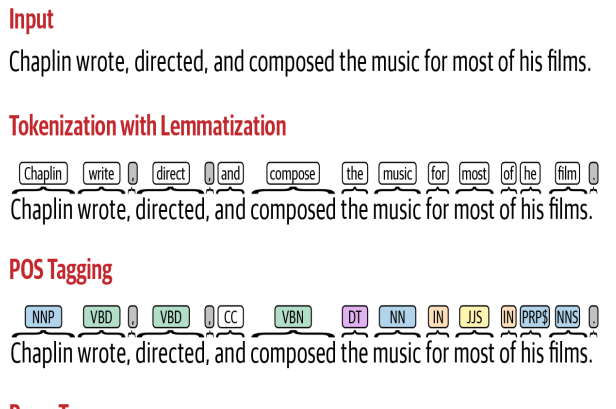 Input
Chaplin wrote, directed, and composed the music for most of his films.
Tokenization with Lemmatization
Chaplin write , direct , and compose the music for most of he film .
Chaplin wrote, directed, and composed the music for most of his films.
POS Tagging
NNP VBD , VBD , CC VBN DT NN IN JJS IN PRP$ NNS .
Chaplin wrote, directed, and composed the music for most of his films.